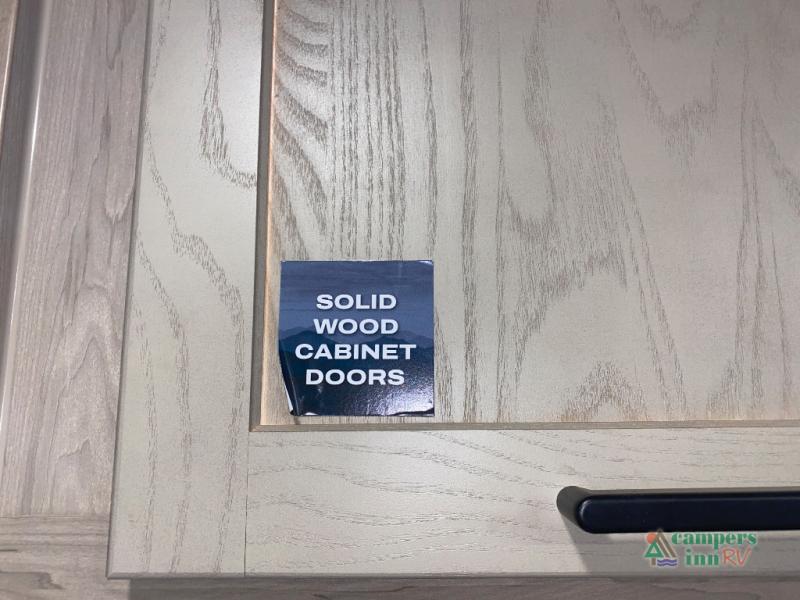 SOLID
WOOD
CABINET
DOORS
campers
inn RV